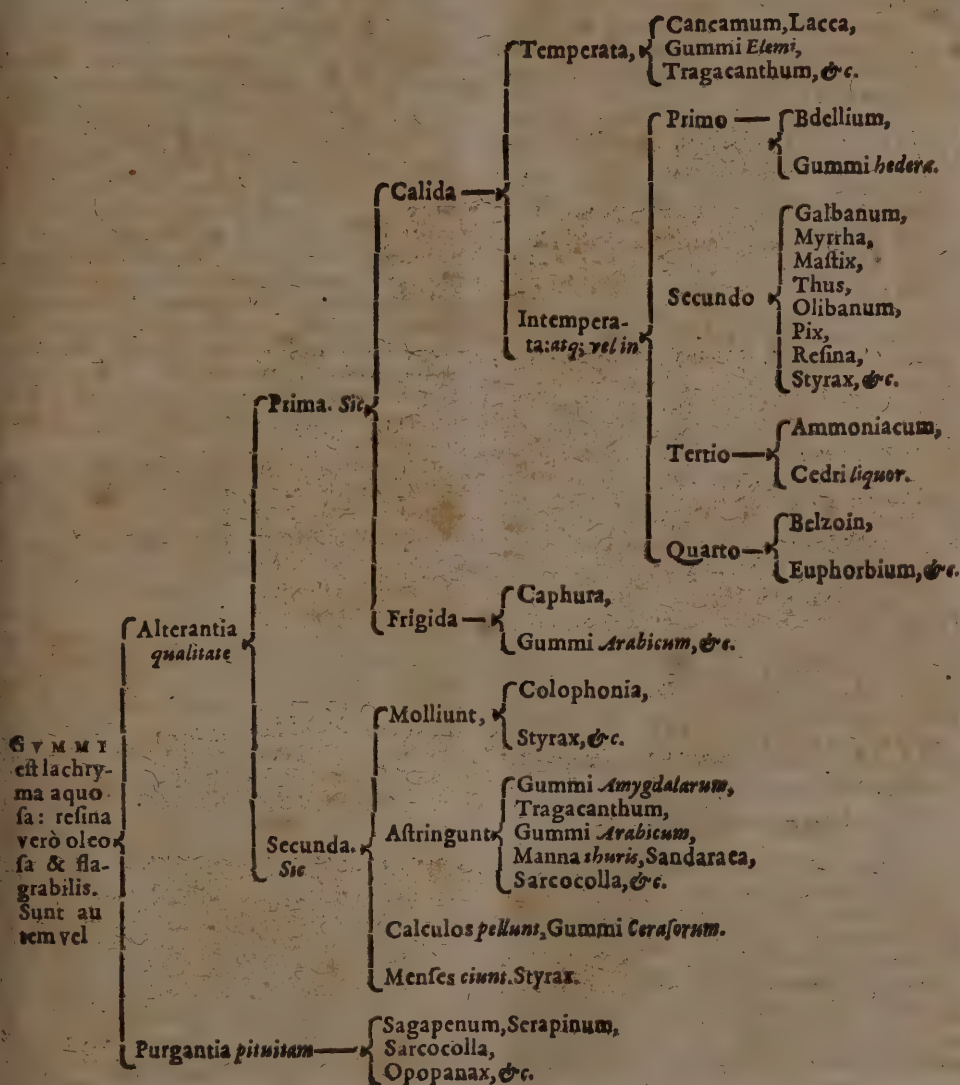 Cancamum, Lacca,
Temperata,
Gummi Elemi,
Tragacanthum, &c.
Primo
Bdellium,
Gummi hederæ.
Calida
Galbanum,
Myrrha,
Maſtix,
Thus,
Secundo
Olibanum,
Intempera-
ta: atq; vel in
Pix,
Reſina,
Styrax, &c.
Prima. Sic
Ammoniacum,
Tertio
Cedri liquor.
Belzoin,
Quarto
Euphorbium, &c.
Caphura,
Frigida
Gummi Arabicum, &c.
Alterantia
qualitate
Colophonia,
Molliunt,
Styrax, &c.
GVMMI
eſt lachry-
ma aquo
ſa: reſina
verò oleo
ſa & fla-
grabilis.
Sunt au
tem vel
Gummi Amygdalarum,
Tragacanthum,
Aſtringunt
Gummi Arabicum,
Secunda.
Sic
Manna thuris, Sandaraca,
Sarcocolla, &c.
Calculos pellunt, Gummi Ceraſorum.
Menſes ciunt. Styrax.
Sagapenum, Serapinum,
Purgantia pituitam
Sarcocolla,
Opopanax, &c.